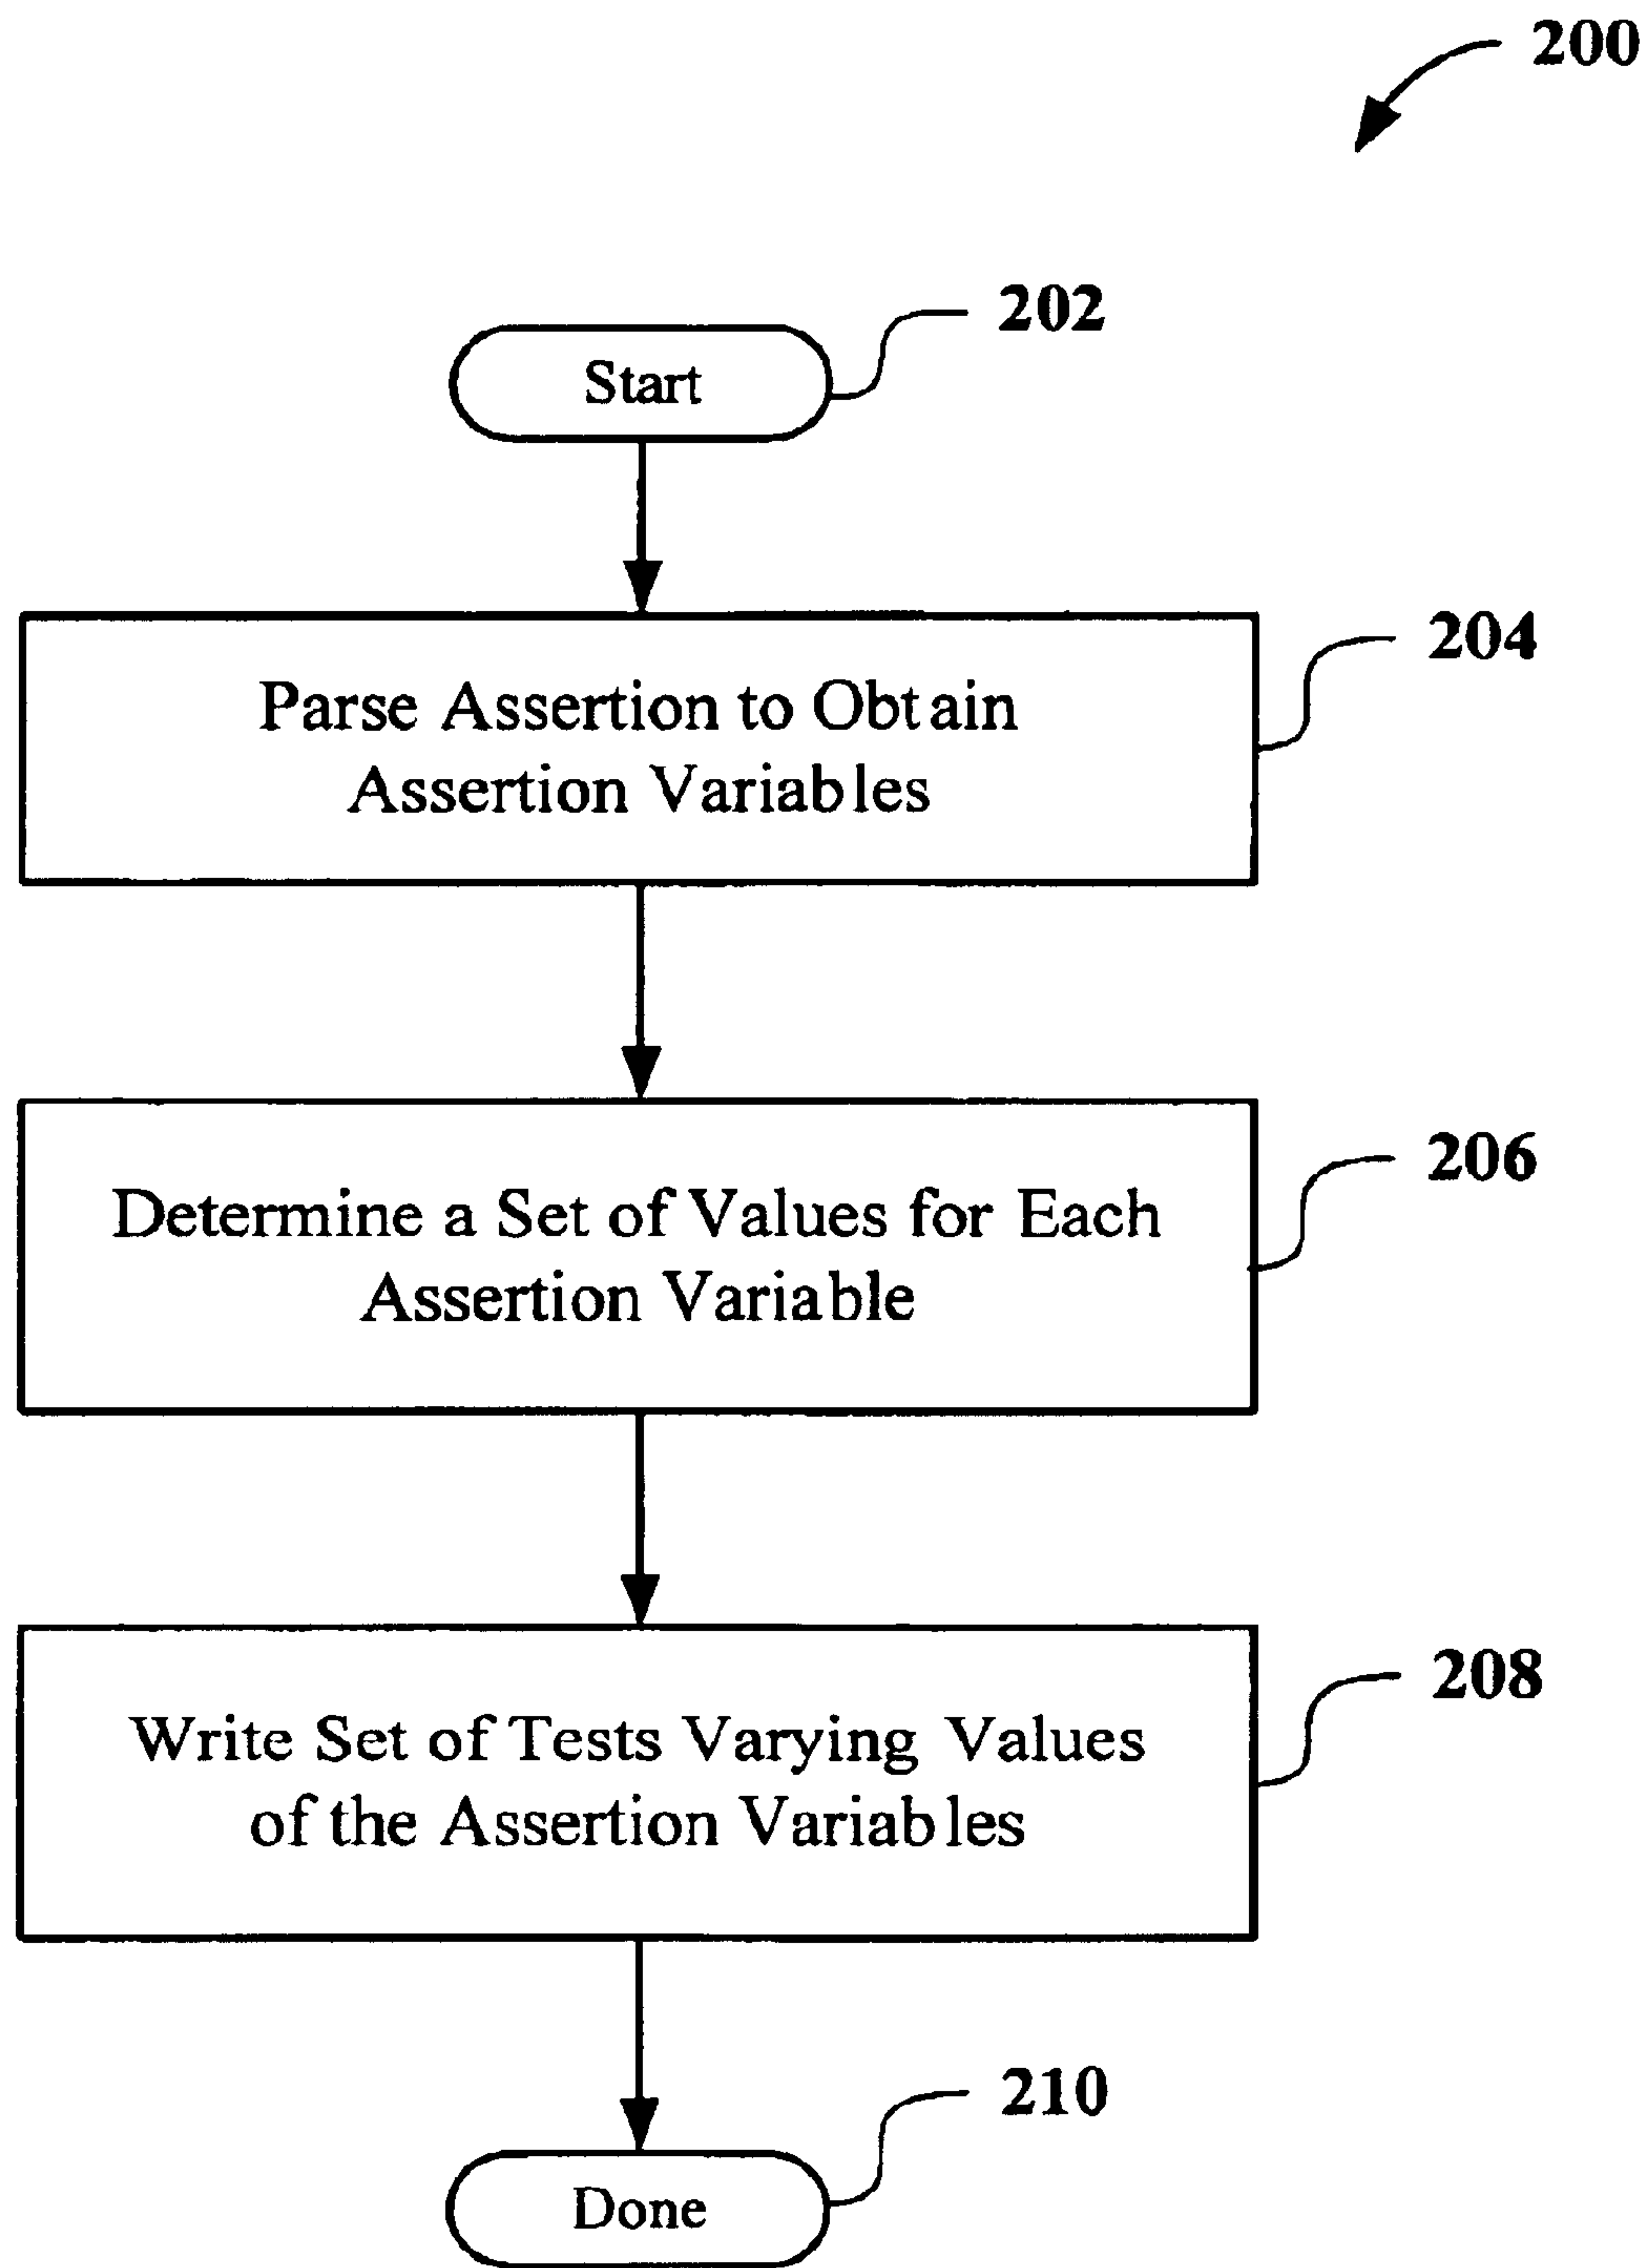 200
202
Start
204
Parse Assertion to Obtain
Assertion Variables
206
Determine a Set of Values for Each
Assertion Variable
208
Write Set of Tests Varying Values
of the Assertion Variables
210
Done